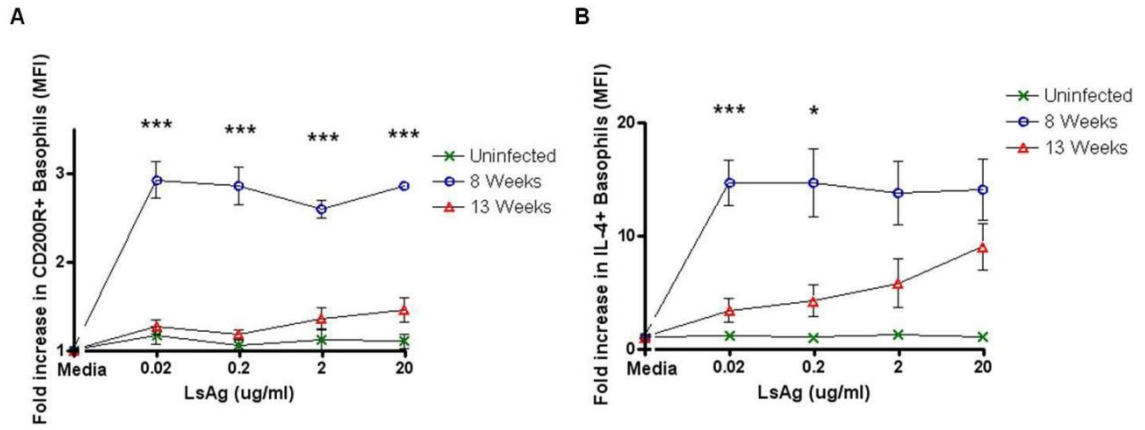 A
Fold increase in CD200R+ Basophils (MFI)
***
***
***
***
3
2
1
Media
0.02
0.2
2
20
LsAg (ug/ml)
Uninfected
8 Weeks
13 Weeks
B
Fold increase in IL-4+ Basophils (MFI)
***
*
20
10
0
Media
0.02
0.2
2
20
LsAg (ug/ml)
Uninfected
8 Weeks
13 Weeks